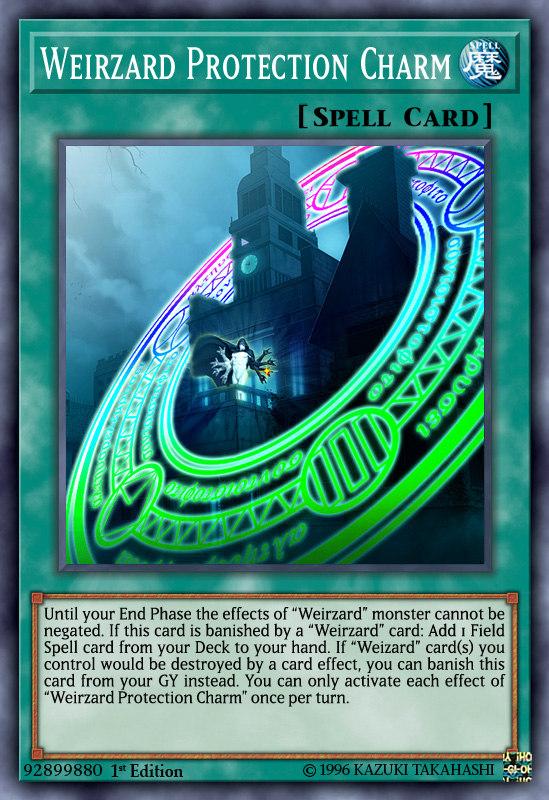 Weirzard Protection Charm
SPELL
魔
[Spell Card]
Until your End Phase the effects of “Weirzard” monster cannot be
negated. If this card is banished by a “Weirzard” card: Add 1 Field
Spell card from your Deck to your hand. If “Weizard” card(s) you
control would be destroyed by a card effect, you can banish this
card from your GY instead. You can only activate each effect of
“Weirzard Protection Charm” once per turn.
92899880 1st Edition
© 1996 KAZUKI TAKAHASHI